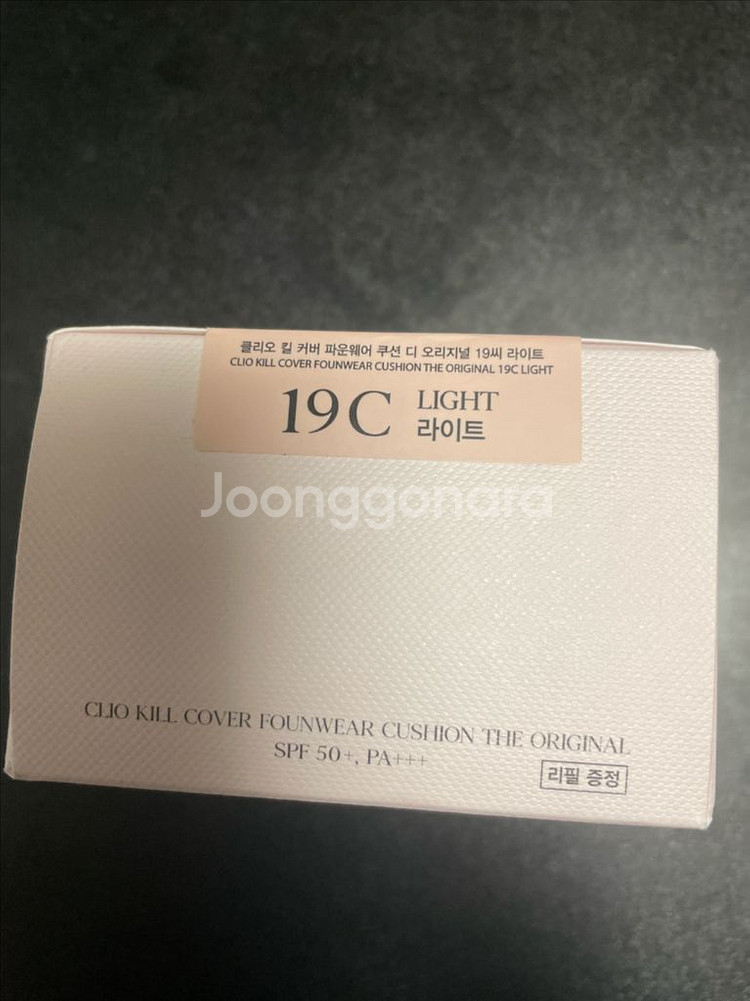 클리오 킬 커버 파운웨어 쿠션 디 오리지널 19씨 라이트
CLIO KILL COVER FOUNWEAR CUSHION THE ORIGINAL 19C LIGHT
19C LIGHT
라이트
Joonggonara
CLIO KILL COVER FOUNWEAR CUSHION THE ORIGINAL
SPF 50+, PA+++
리필 증정